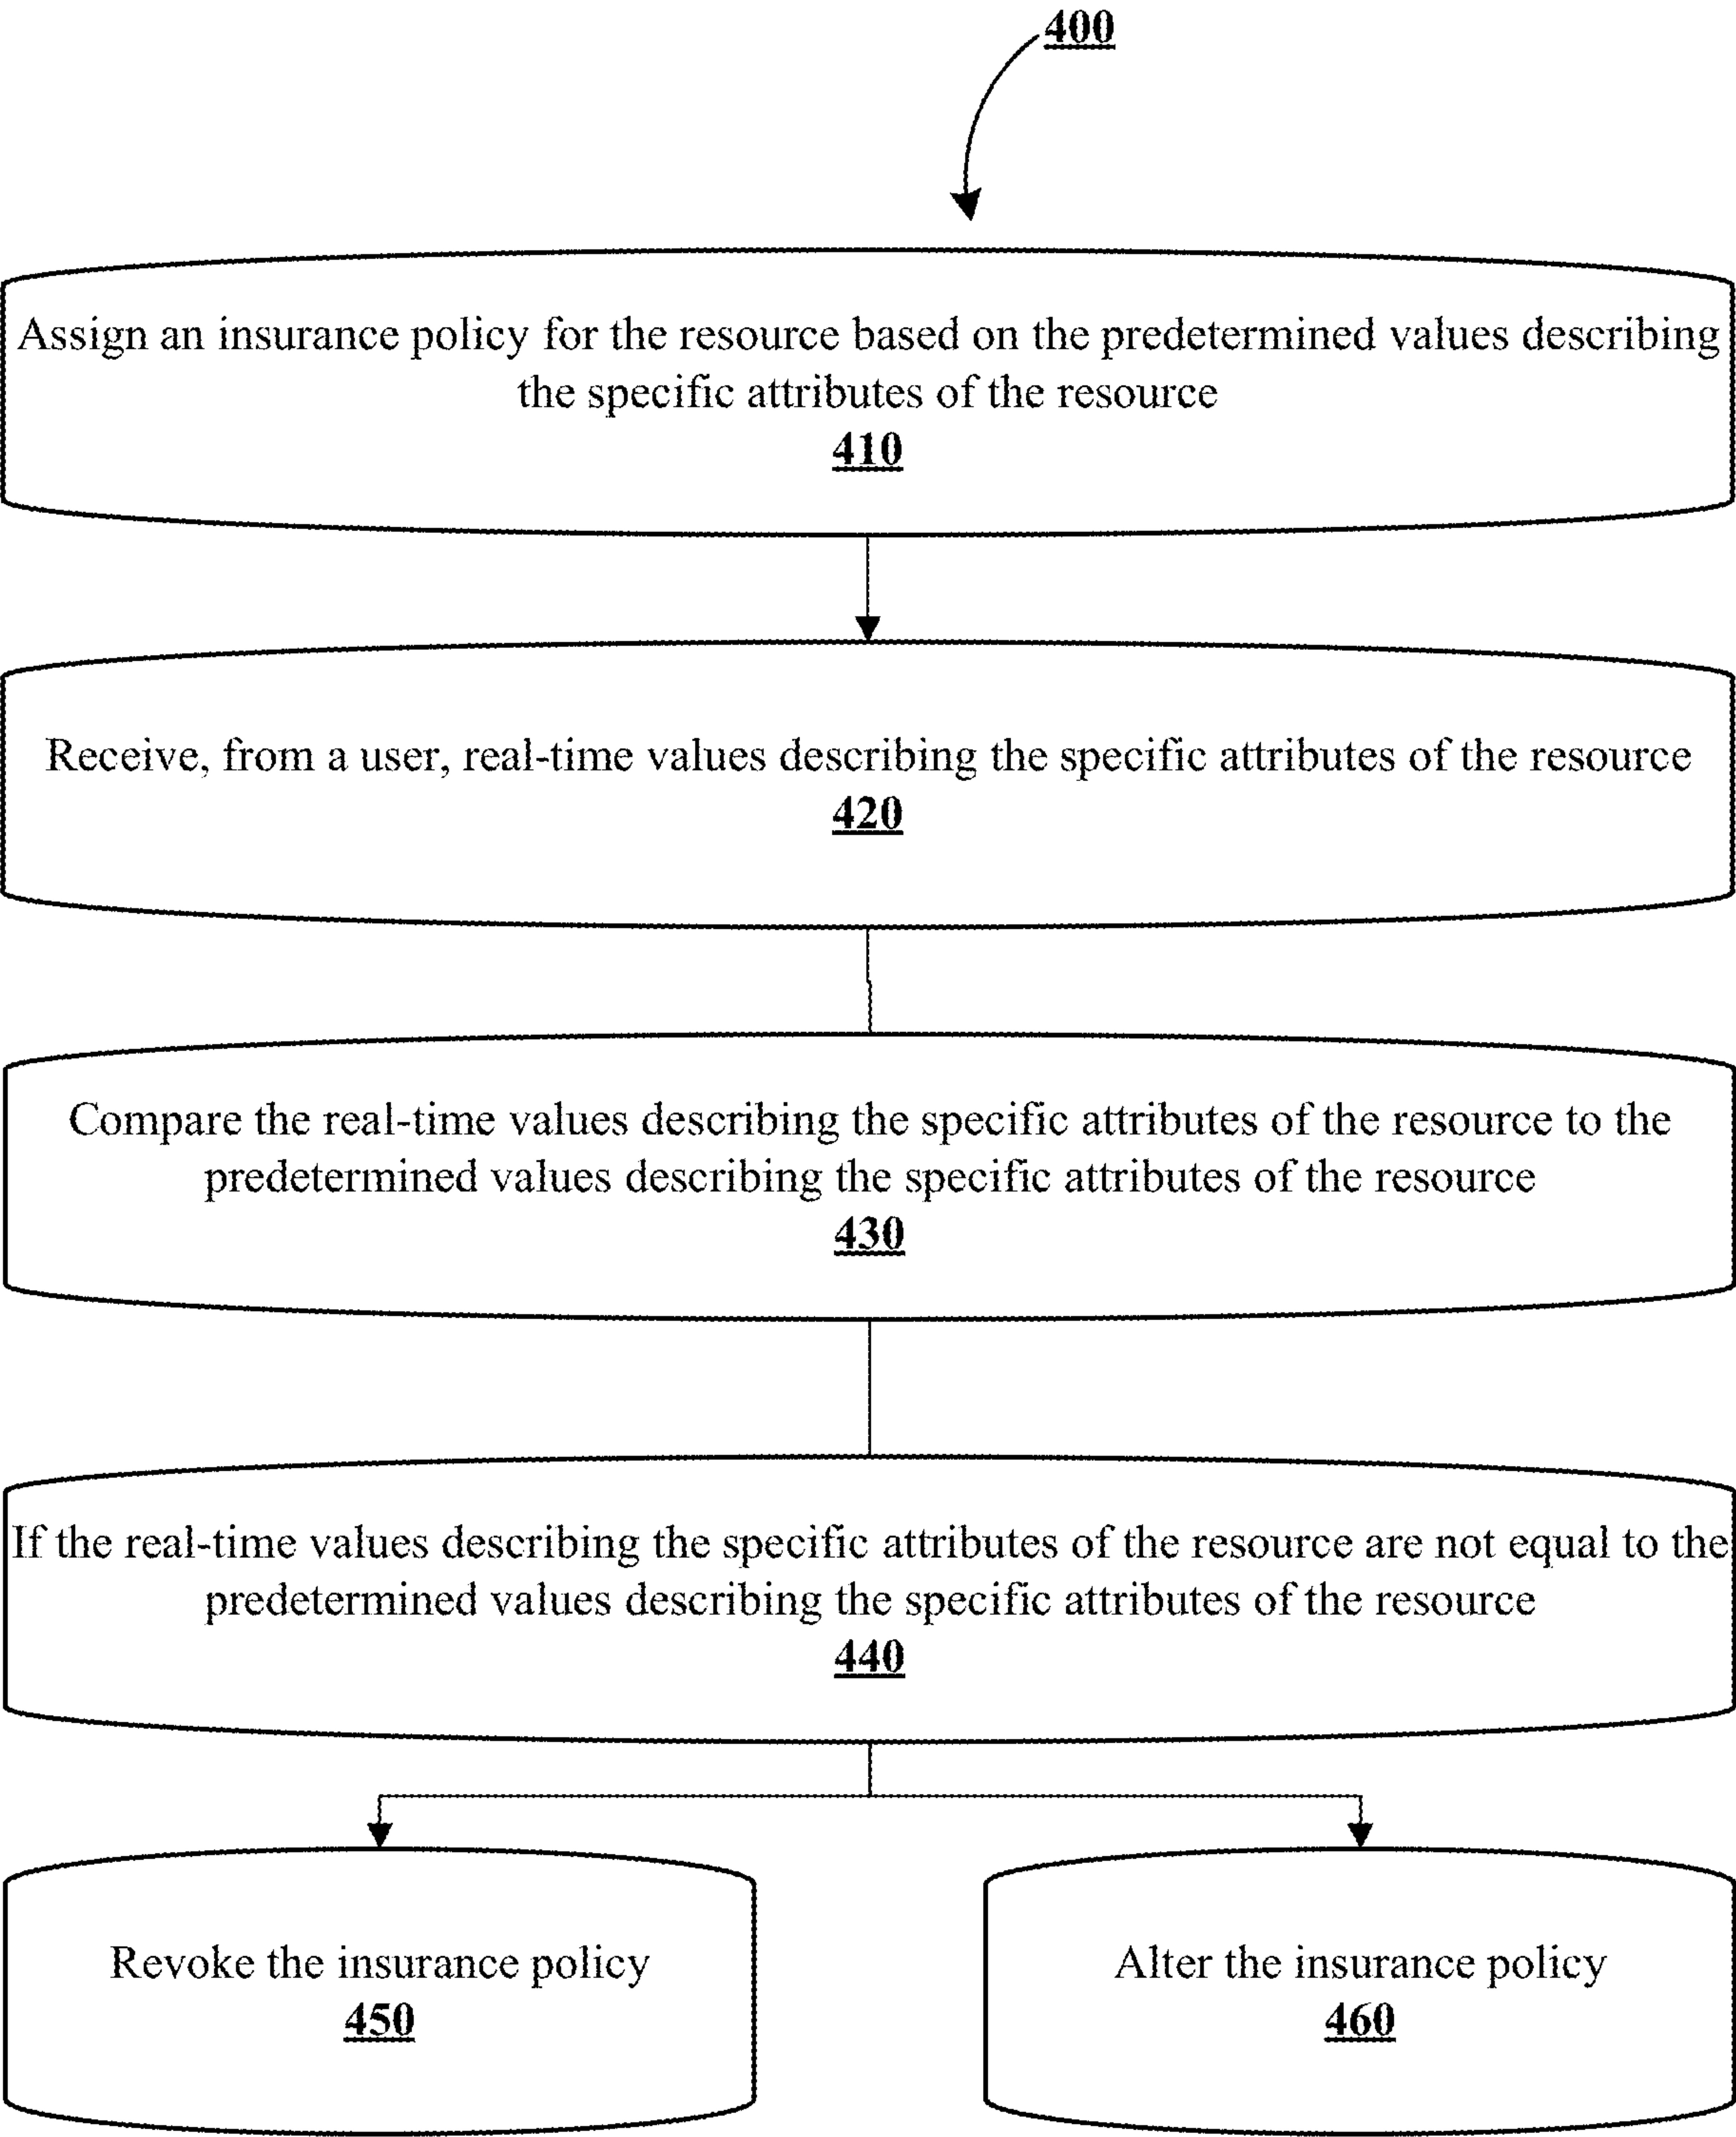 400
Assign an insurance policy for the resource based on the predetermined values describing
the specific attributes of the resource
410
Receive, from a user, real-time values describing the specific attributes of the resource
420
Compare the real-time values describing the specific attributes of the resource to the
predetermined values describing the specific attributes of the resource
430
If the real-time values describing the specific attributes of the resource are not equal to the
predetermined values describing the specific attributes of the resource
440
Revoke the insurance policy
450
Alter the insurance policy
460